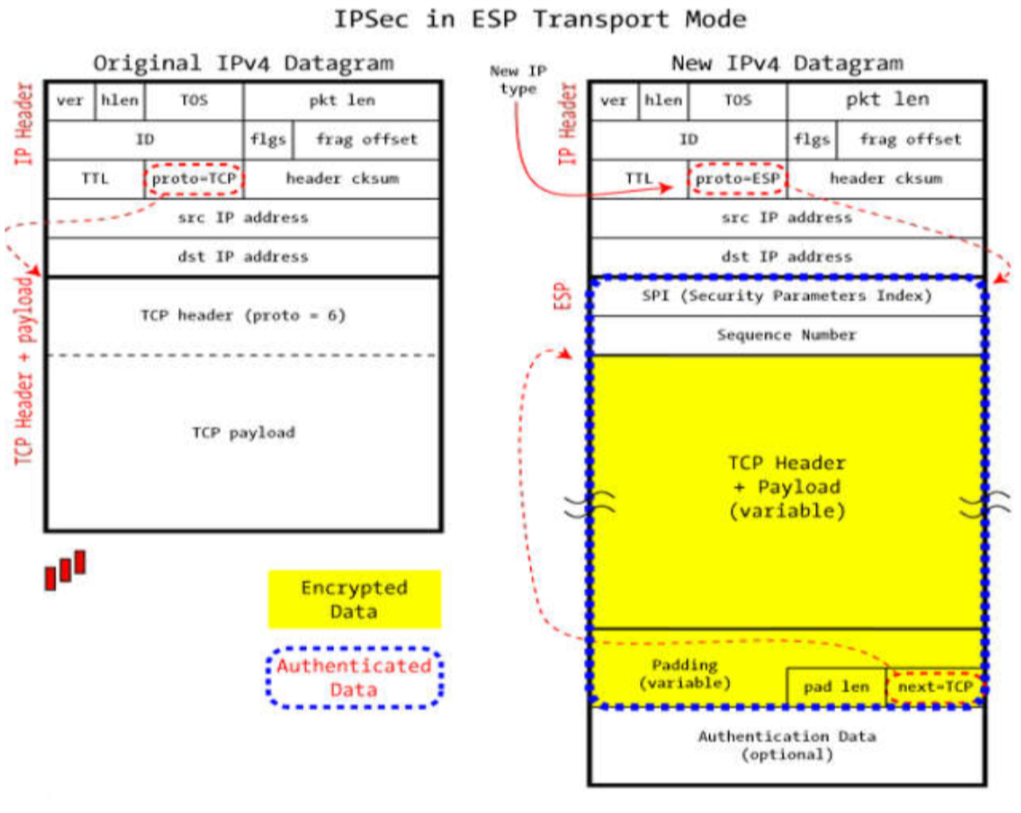 IPSec in ESP Transport Mode
Original IPv4 Datagram
IP Header
ver hlen TOS pkt len
ID flgs frag offset
TTL proto=TCP header cksum
src IP address
dst IP address
TCP Header + payload
TCP header (proto = 6)
TCP payload
Encrypted
Data
Authenticated
Data
New IP
type
New IPv4 Datagram
IP Header
ver hlen TOS pkt len
ID flgs frag offset
TTL proto=ESP header cksum
src IP address
dst IP address
ESP
SPI (Security Parameters Index)
Sequence Number
TCP Header
+ Payload
(variable)
Padding
(variable)
pad len next=TCP
Authentication Data
(optional)